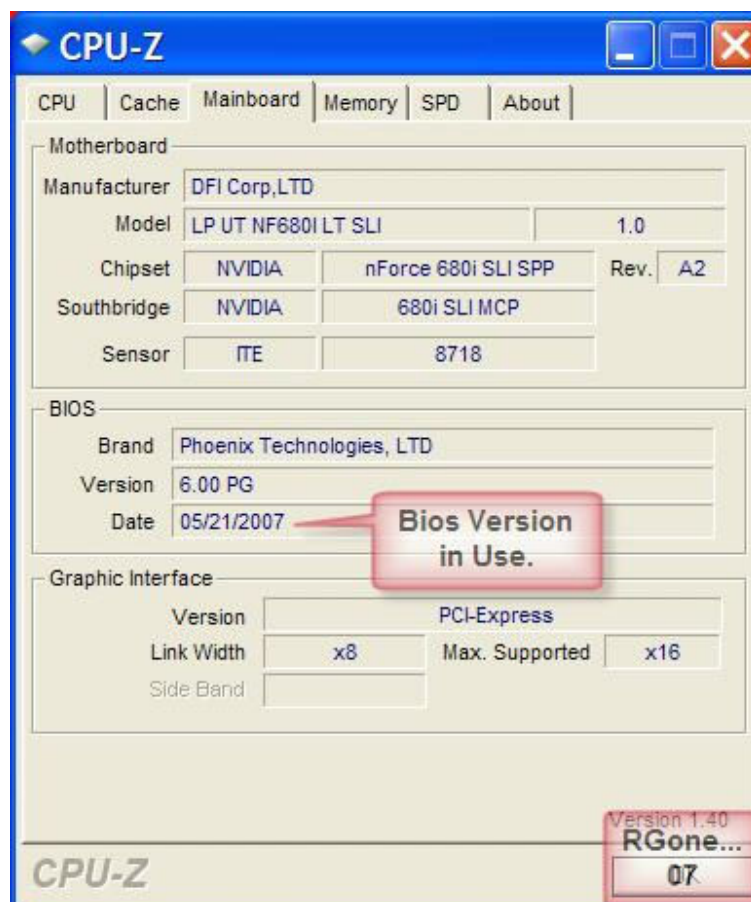 CPU-Z
CPU Cache Mainboard Memory SPD About
Motherboard
Manufacturer DFI Corp,LTD
Model LP UT NF680I LT SLI 1.0
Chipset NVIDIA nForce 680i SLI SPP Rev. A2
Southbridge NVIDIA 680i SLI MCP
Sensor ITE 8718
BIOS
Brand Phoenix Technologies, LTD
Version 6.00 PG
Date 05/21/2007
Bios Version
in Use.
Graphic Interface
Version PCI-Express
Link Width x8 Max. Supported x16
Side Band
Version 1.40
RGone...
CPU-Z
07